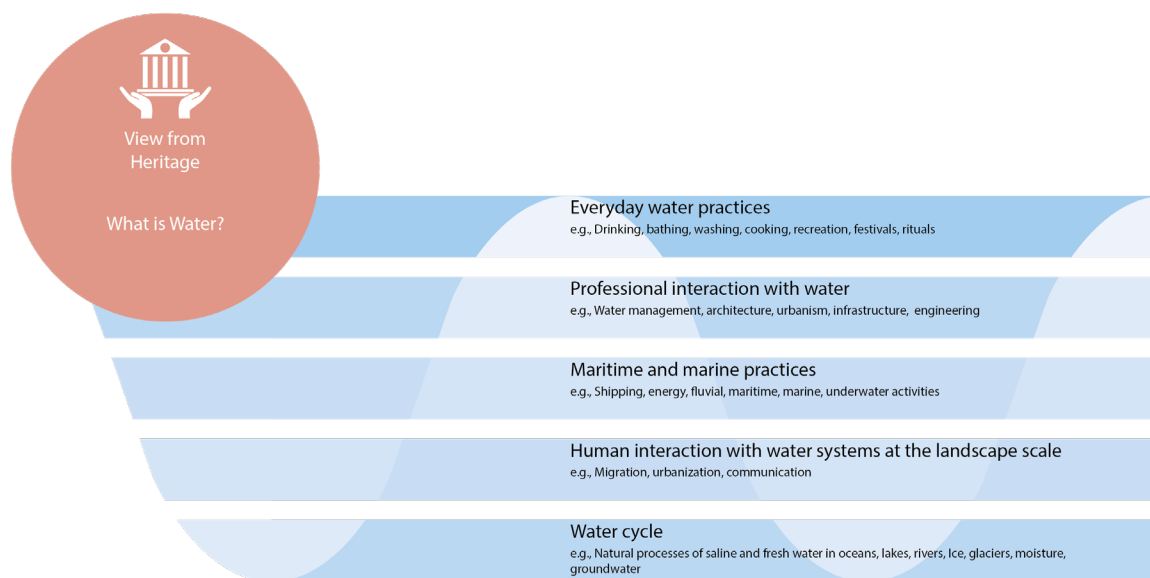 View from
Heritage
What is Water?
Everyday water practices
e.g., Drinking, bathing, washing, cooking, recreation, festivals, rituals
Professional interaction with water
e.g., Water management, architecture, urbanism, infrastructure, engineering
Maritime and marine practices
e.g., Shipping, energy, fluvial, maritime, marine, underwater activities
Human interaction with water systems at the landscape scale
e.g., Migration, urbanization, communication
Water cycle
e.g., Natural processes of saline and fresh water in oceans, lakes, rivers, Ice, glaciers, moisture,
groundwater